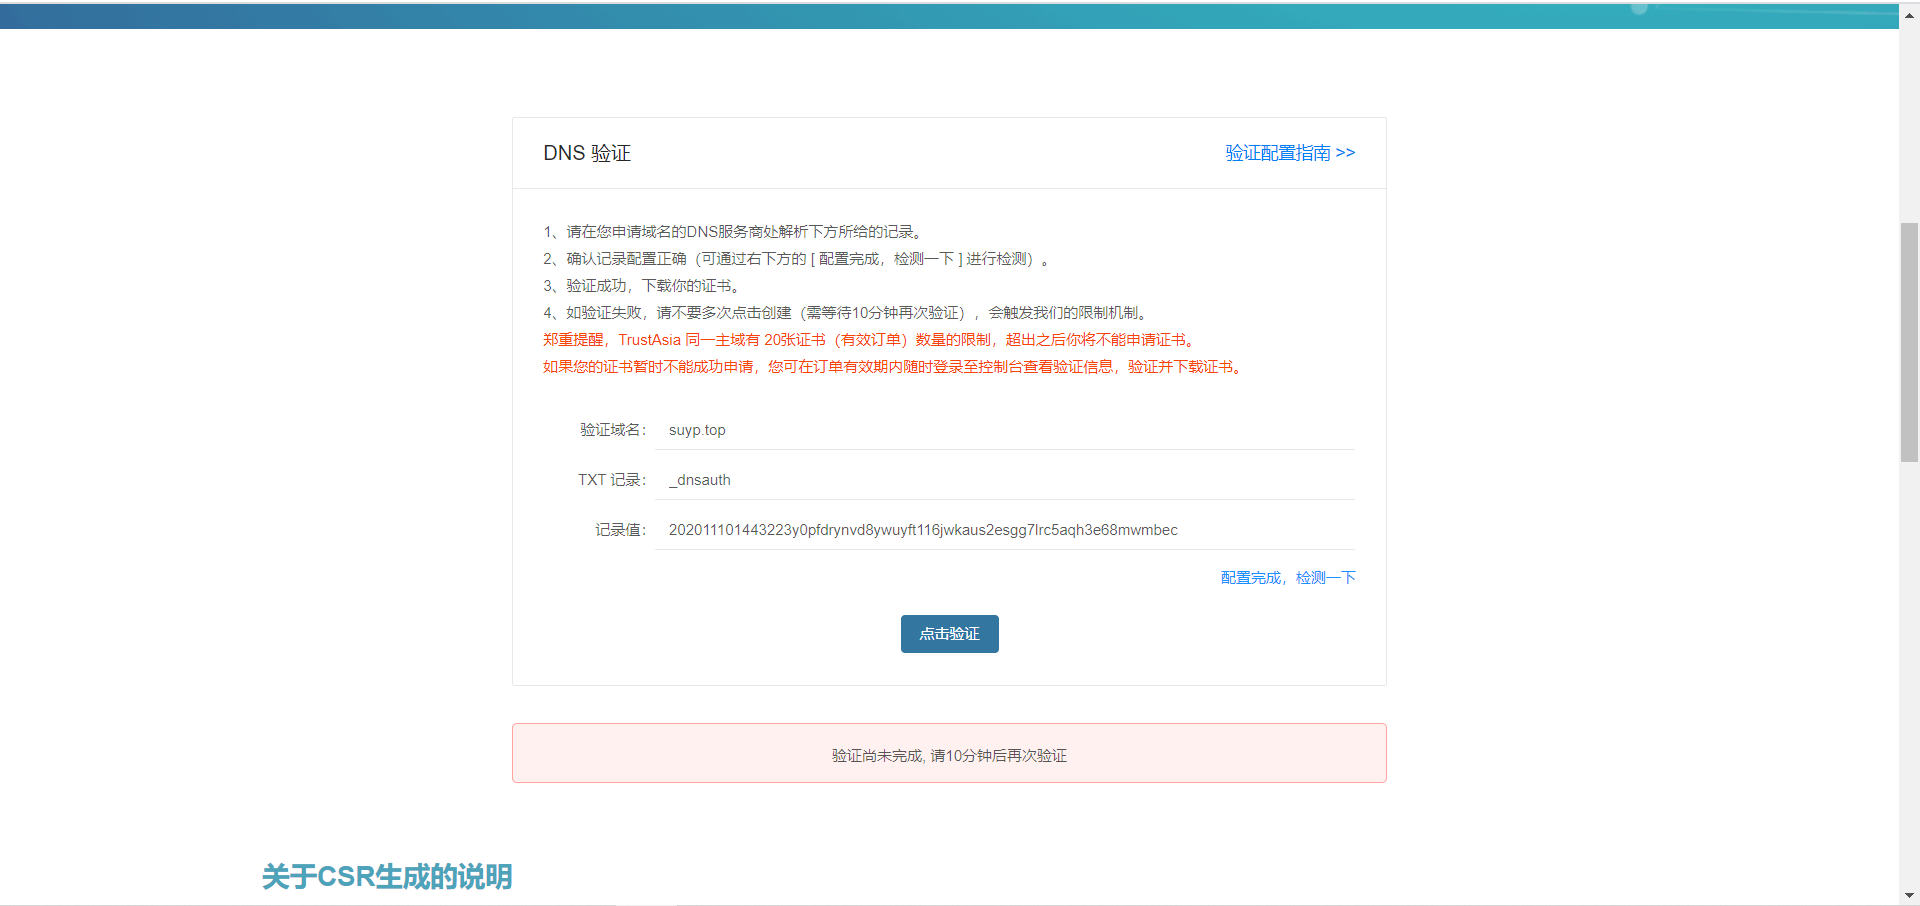 DNS 验证
验证配置指南 >>
1、请在您申请域名的DNS服务商处解析下方所给的记录。
2、确认记录配置正确（可通过右下方的 [ 配置完成，检测一下 ] 进行检测）。
3、验证成功，下载你的证书。
4、如验证失败，请不要多次点击创建（需等待10分钟再次验证），会触发我们的限制机制。
郑重提醒，TrustAsia 同一主域有 20张证书（有效订单）数量的限制，超出之后你将不能申请证书。
如果您的证书暂时不能成功申请，您可在订单有效期内随时登录至控制台查看验证信息，验证并下载证书。
验证域名： suyp.top
TXT 记录： _dnsauth
记录值： 202011101443223y0pfdrynvd8ywuyft116jwkaus2esgg7lrc5aqh3e68mwmbec
配置完成，检测一下
点击验证
验证尚未完成, 请10分钟后再次验证
关于CSR生成的说明